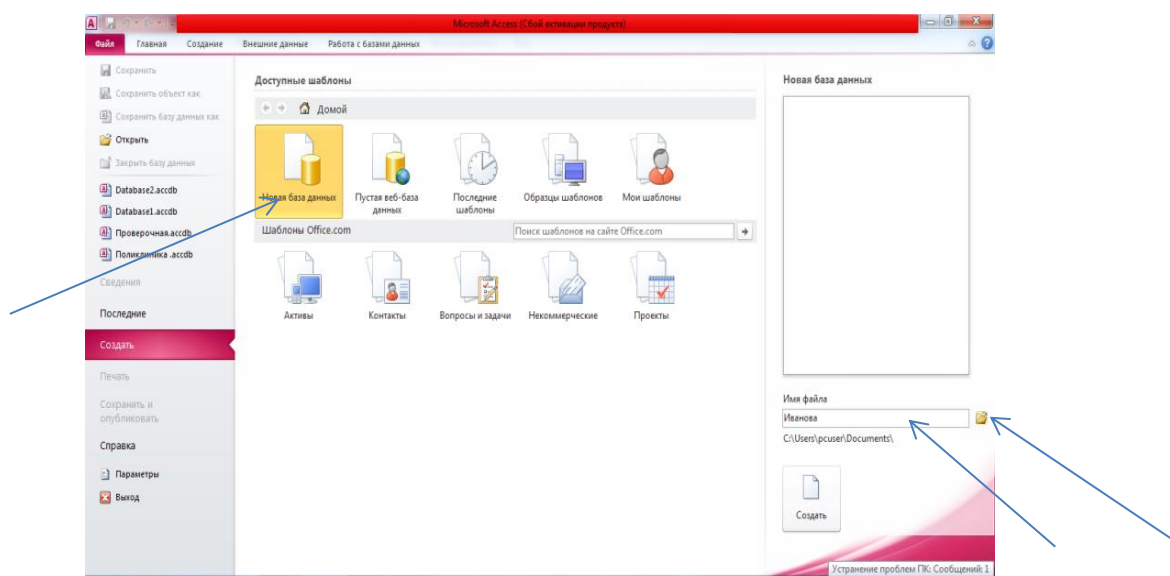 Microsoft Access (Сбой активации продукта)
Файл Главная Создание Внешние данные Работа с базами данных
Сохранить
Сохранить объект как
Сохранить базу данных как
Открыть
Закрыть базу данных
Database2.accdb
Database1.accdb
Проверочная.accdb
Поликлиника .accdb
Сведения
Последние
Создать
Печать
Сохранить и
опубликовать
Справка
Параметры
Выход
Доступные шаблоны
Домой
Новая база данных
Пустая веб-база
данных
Последние
шаблоны
Образцы шаблонов
Мои шаблоны
Шаблоны Office.com
Поиск шаблонов на сайте Office.com
Активы
Контакты
Вопросы и задачи
Некоммерческие
Проекты
Новая база данных
Имя файла
Иванова
C:\Users\pcuser\Documents\
Создать
Устранение проблем ПК: Сообщений: 1